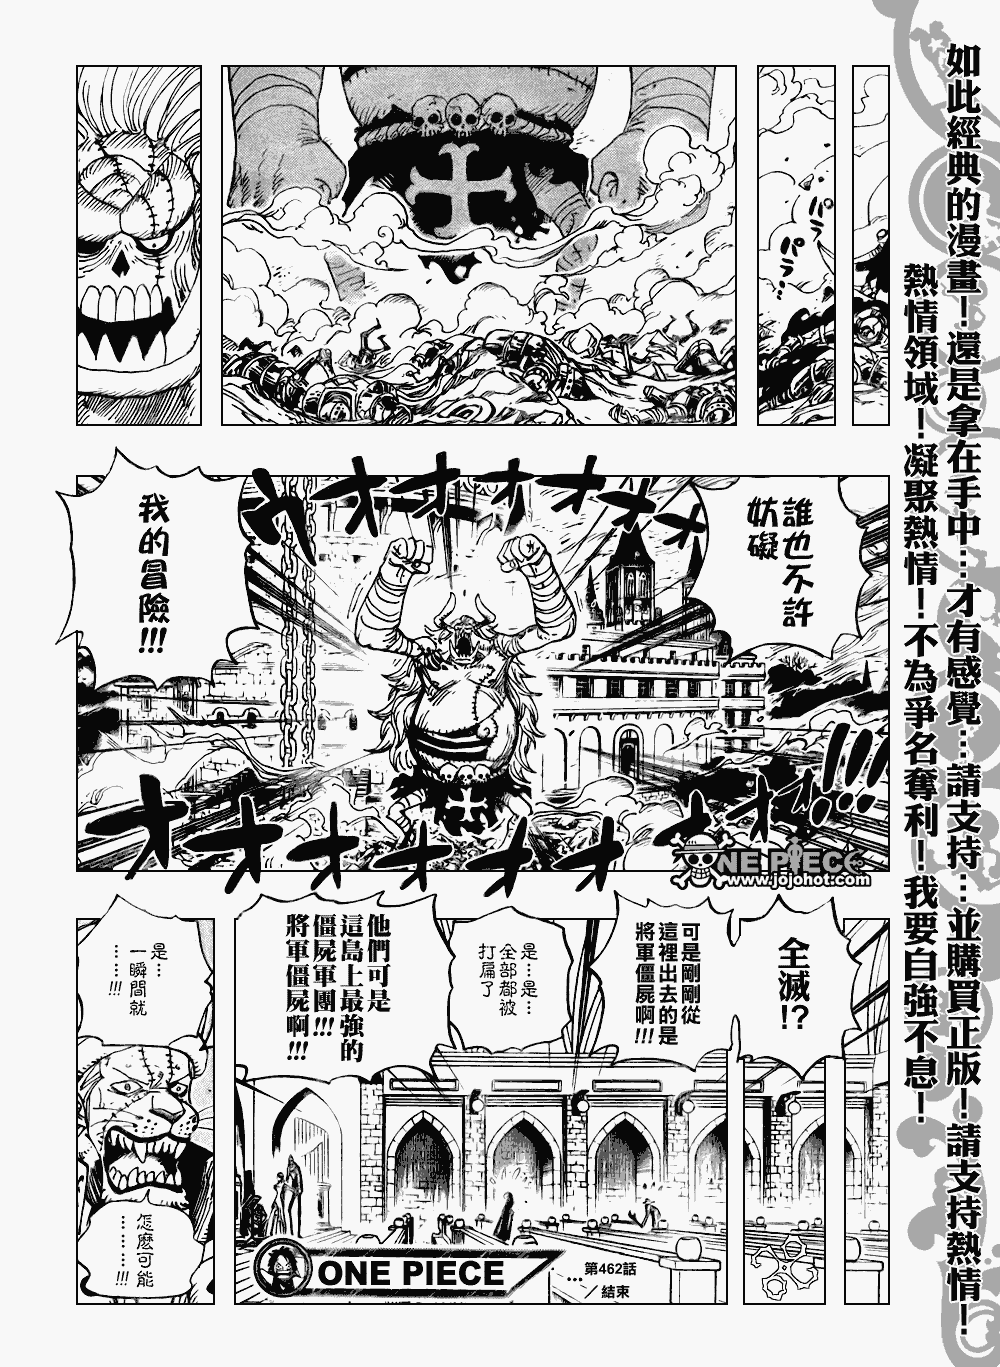 如此經典的漫畫！還是拿在手中…才有感覺…請支持…並購買正版！請支持熱情！
熱情領域！凝聚熱情！不為爭名奪利！我要自強不息！
パラ
パラ
誰也不許
妨礙
我的冒險!!!
オオオオオオ
オオオオオオ
!!!
ONE PIECE
www.jojohot.com
全滅!?
可是剛剛從
這裡出去的是
將軍僵屍啊!!!
是…是…
全部都被
打扁了
他們可是
這島上最強的
僵屍軍團!!!
將軍僵屍啊!!!
是…
一瞬間就
……!!!
怎麼可能
………!!!
ONE PIECE
…
第462話
／結束